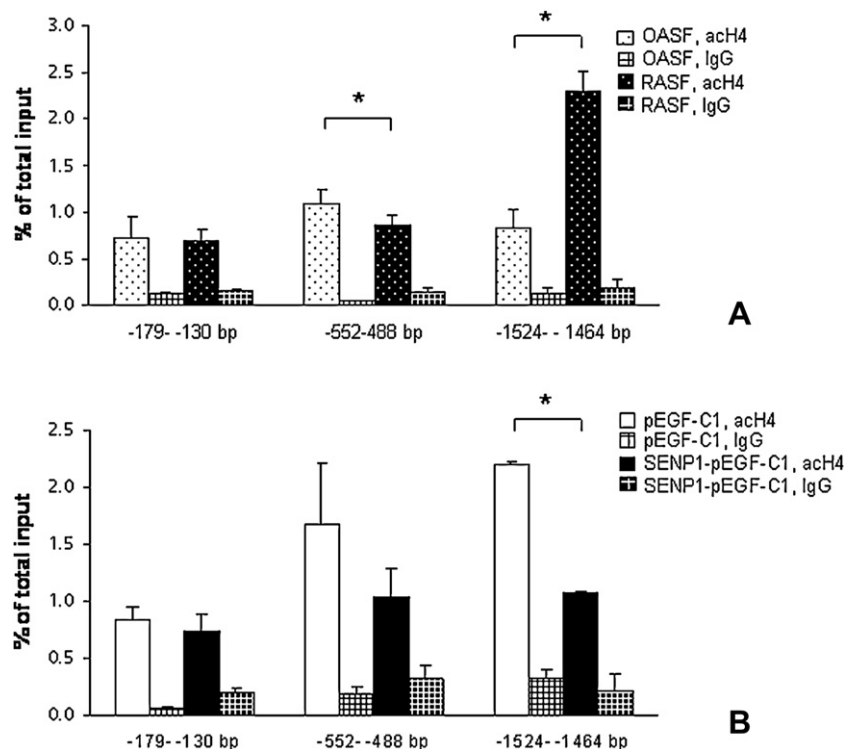 % of total input
3.0
2.5
2.0
1.5
1.0
0.5
0.0
*
*
OASF, acH4
OASF, IgG
RASF, acH4
RASF, IgG
-179- -130 bp
-552-488 bp
-1524- - 1464 bp
A
% of total input
2.5
2.0
1.5
1.0
0.5
0.0
*
pEGF-C1, acH4
pEGF-C1, IgG
SENP1-pEGF-C1, acH4
SENP1-pEGF-C1, IgG
-179- -130 bp
-552- -488 bp
-1524- -1464 bp
B